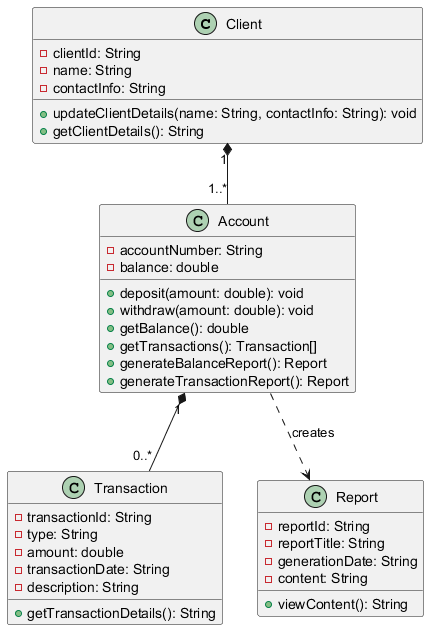 C Client
clientId: String
name: String
contactInfo: String
updateClientDetails(name: String, contactInfo: String): void
getClientDetails(): String
1
1..*
C Account
accountNumber: String
balance: double
deposit(amount: double): void
withdraw(amount: double): void
getBalance(): double
getTransactions(): Transaction[]
generateBalanceReport(): Report
generateTransactionReport(): Report
1
creates
0..*
C Transaction
transactionId: String
type: String
amount: double
transactionDate: String
description: String
getTransactionDetails(): String
C Report
reportId: String
reportTitle: String
generationDate: String
content: String
viewContent(): String